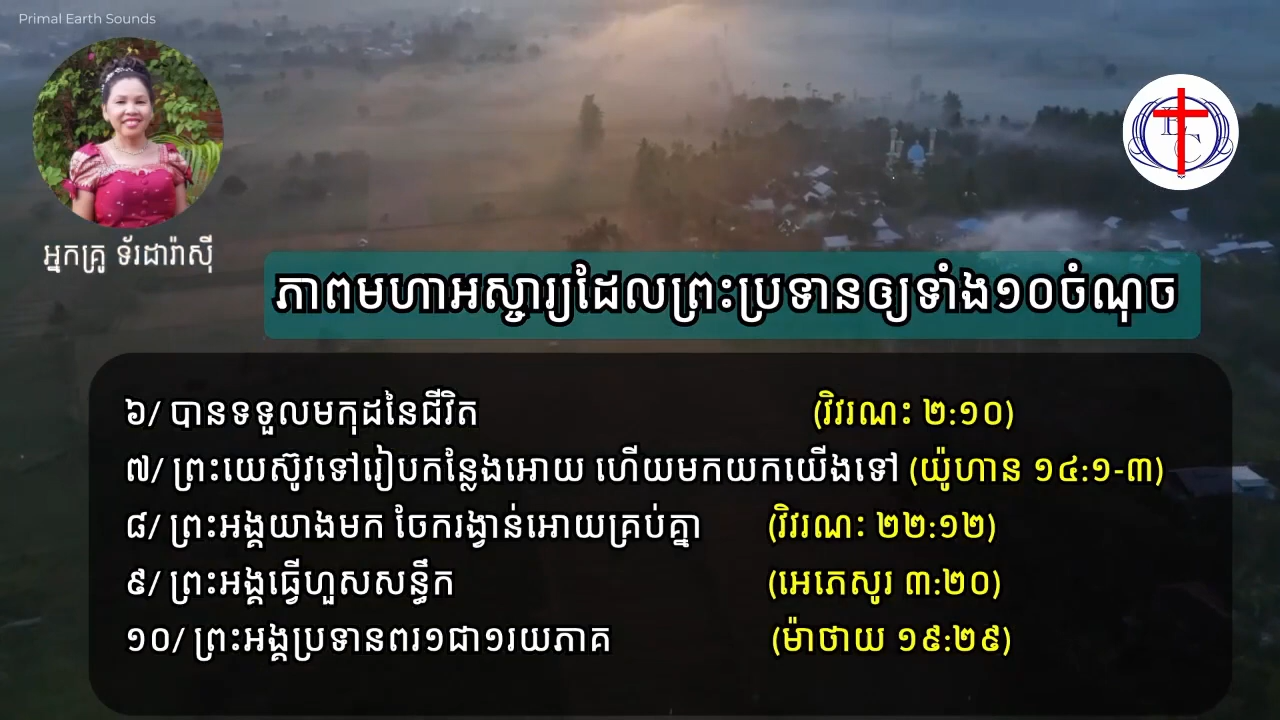 Primal Earth Sounds
អ្នកគ្រូ ទ័រដារ៉ាស៊ី
ភាពមហាអស្ចារ្យដែលព្រះប្រទានឲ្យទាំង១០ចំណុច
៦/ បានទទួលមកុដនៃជីវិត (វិវរណៈ ២:១០)
៧/ ព្រះយេស៊ូវទៅរៀបកន្លែងអោយ ហើយមកយកយើងទៅ (យ៉ូហាន ១៤:១-៣)
៨/ ព្រះអង្គយាងមក ចែករង្វាន់អោយគ្រប់គ្នា (វិវរណៈ ២២:១២)
៩/ ព្រះអង្គធ្វើហួសសន្ធឹក (អេភេសូរ ៣:២០)
១០/ ព្រះអង្គប្រទានពរ១ជា១រយភាគ (ម៉ាថាយ ១៩:២៩)